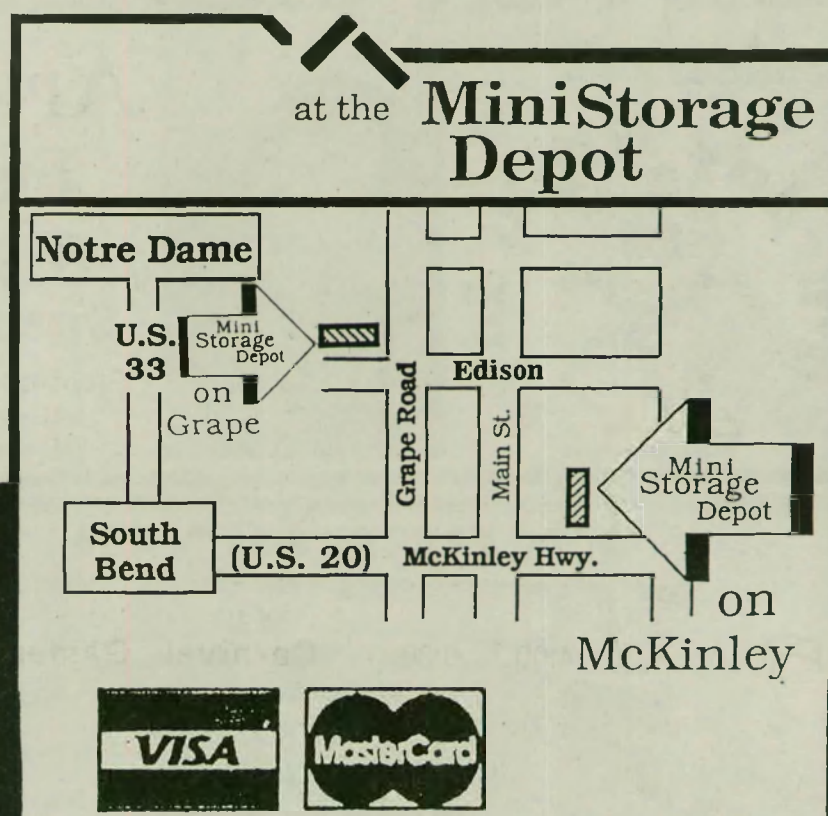 at the MiniStorage
Depot
Notre Dame
U.S.
33
Mini
Storage
Depot
on
Grape
Grape Road
Edison
Main St.
Mini
Storage
Depot
South
Bend
(U.S. 20)
McKinley Hwy.
on
McKinley
VISA
MasterCard